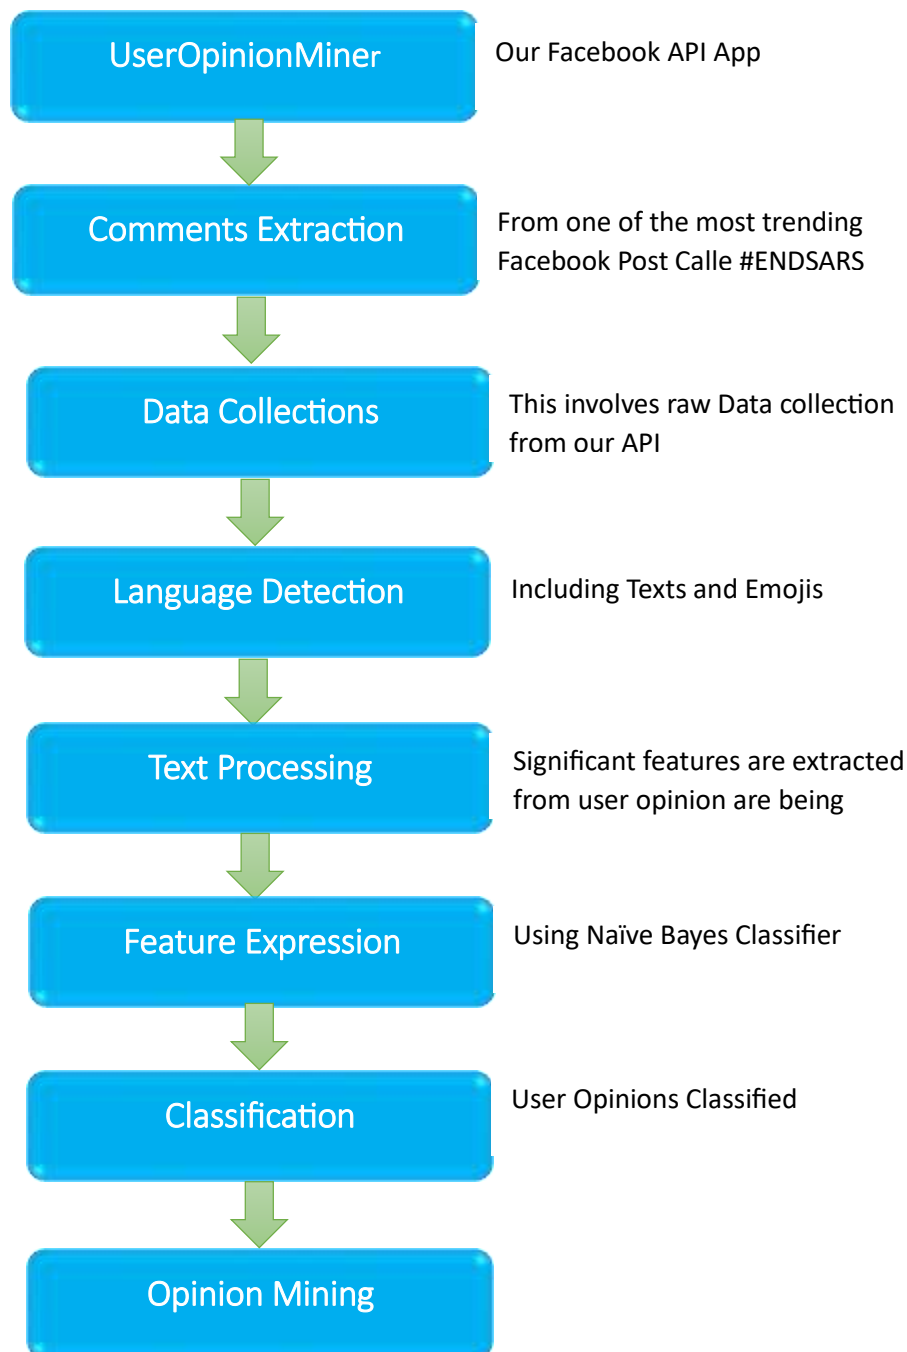 UserOpinionMiner
Our Facebook API App
Comments Extraction
From one of the most trending
Facebook Post Calle #ENDSARS
Data Collections
This involves raw Data collection
from our API
Language Detection
Including Texts and Emojis
Text Processing
Significant features are extracted
from user opinion are being
Feature Expression
Using Naïve Bayes Classifier
Classification
User Opinions Classified
Opinion Mining